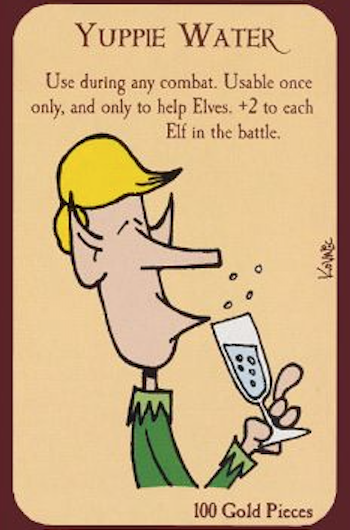 Yuppie Water
Use during any combat. Usable once
only, and only to help Elves. +2 to each
Elf in the battle.
Kovalic
100 Gold Pieces